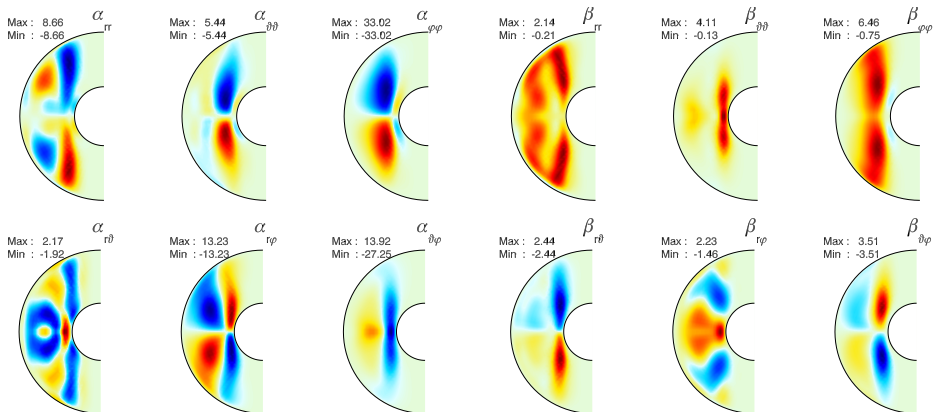 α rr
Max : 8.66
Min : -8.66
α ϑϑ
Max : 5.44
Min : -5.44
α φφ
Max : 33.02
Min : -33.02
β rr
Max : 2.14
Min : -0.21
β ϑϑ
Max : 4.11
Min : -0.13
β φφ
Max : 6.46
Min : -0.75
α rϑ
Max : 2.17
Min : -1.92
α rφ
Max : 13.23
Min : -13.23
α ϑφ
Max : 13.92
Min : -27.25
β rϑ
Max : 2.44
Min : -2.44
β rφ
Max : 2.23
Min : -1.46
β ϑφ
Max : 3.51
Min : -3.51